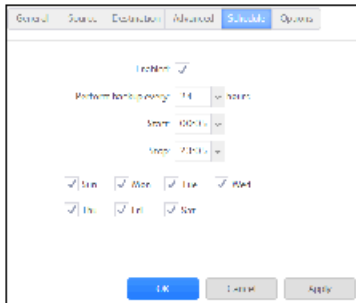 General Source Destination Advanced Schedule Options
Enabled: ✓
Perform backup every: 24 hours
Start:
Stop:
✓ Sun ✓ Mon ✓ Tue ✓ Wed
✓ Thu ✓ Fri ✓ Sat
OK Cancel Apply